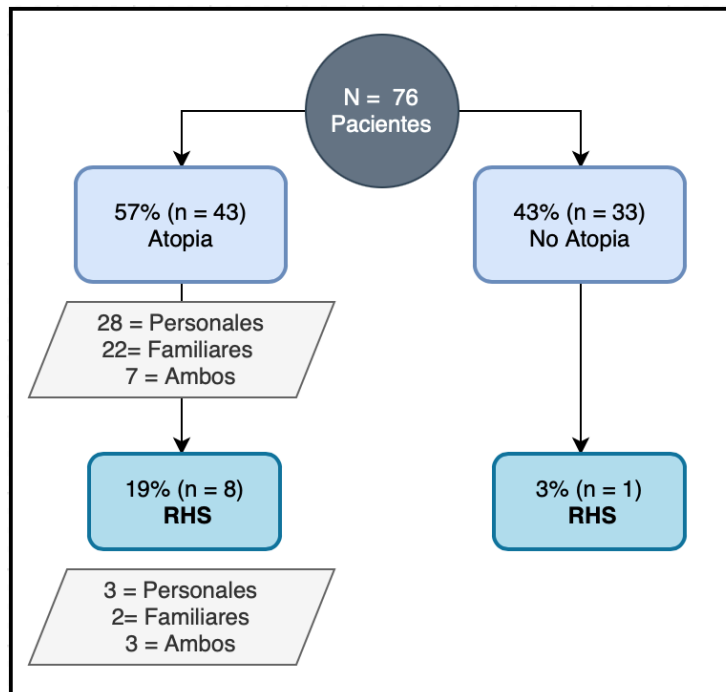 N = 76
Pacientes
57% (n = 43)
Atopia
43% (n = 33)
No Atopia
28 = Personales
22= Familiares
7 = Ambos
19% (n = 8)
RHS
3% (n = 1)
RHS
3 = Personales
2= Familiares
3 = Ambos